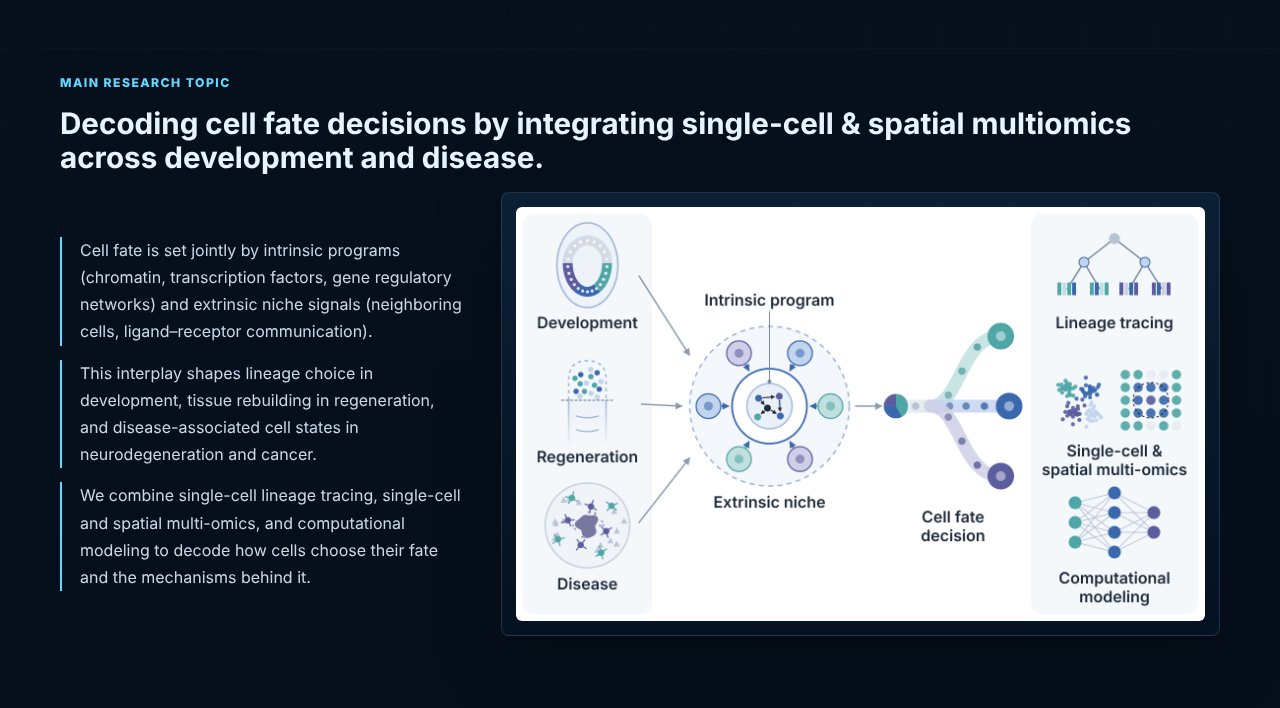 MAIN RESEARCH TOPIC
Decoding cell fate decisions by integrating single-cell & spatial multiomics
across development and disease.
Cell fate is set jointly by intrinsic programs
(chromatin, transcription factors, gene regulatory
networks) and extrinsic niche signals (neighboring
cells, ligand–receptor communication).
This interplay shapes lineage choice in
development, tissue rebuilding in regeneration,
and disease-associated cell states in
neurodegeneration and cancer.
We combine single-cell lineage tracing, single-cell
and spatial multi-omics, and computational
modeling to decode how cells choose their fate
and the mechanisms behind it.
Development
Regeneration
Disease
Intrinsic program
Extrinsic niche
Cell fate
decision
Lineage tracing
Single-cell &
spatial multi-omics
Computational
modeling